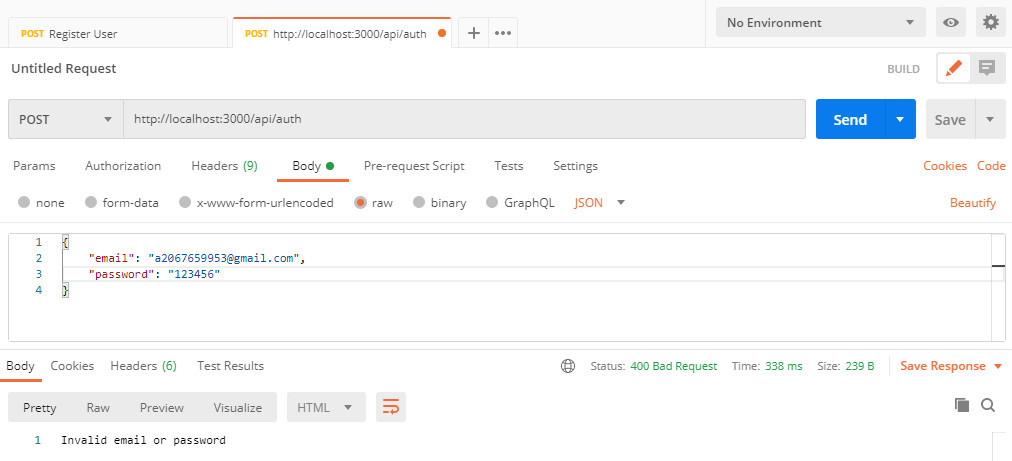 POST Register User
POST http://localhost:3000/api/auth
No Environment
Untitled Request
BUILD
POST http://localhost:3000/api/auth Send Save
Params Authorization Headers (9) Body Pre-request Script Tests Settings Cookies Code
none form-data x-www-form-urlencoded raw binary GraphQL JSON Beautify
1 {
2 "email": "a2067659953@gmail.com",
3 "password": "123456"
4 }
Body Cookies Headers (6) Test Results Status: 400 Bad Request Time: 338 ms Size: 239 B Save Response
Pretty Raw Preview Visualize HTML
1 Invalid email or password